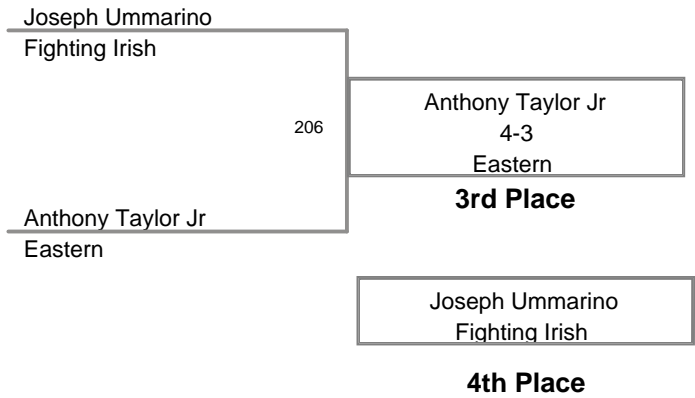 Joseph Ummarino
Fighting Irish
206
Anthony Taylor Jr
4-3
Eastern
3rd Place
Anthony Taylor Jr
Eastern
Joseph Ummarino
Fighting Irish
4th Place